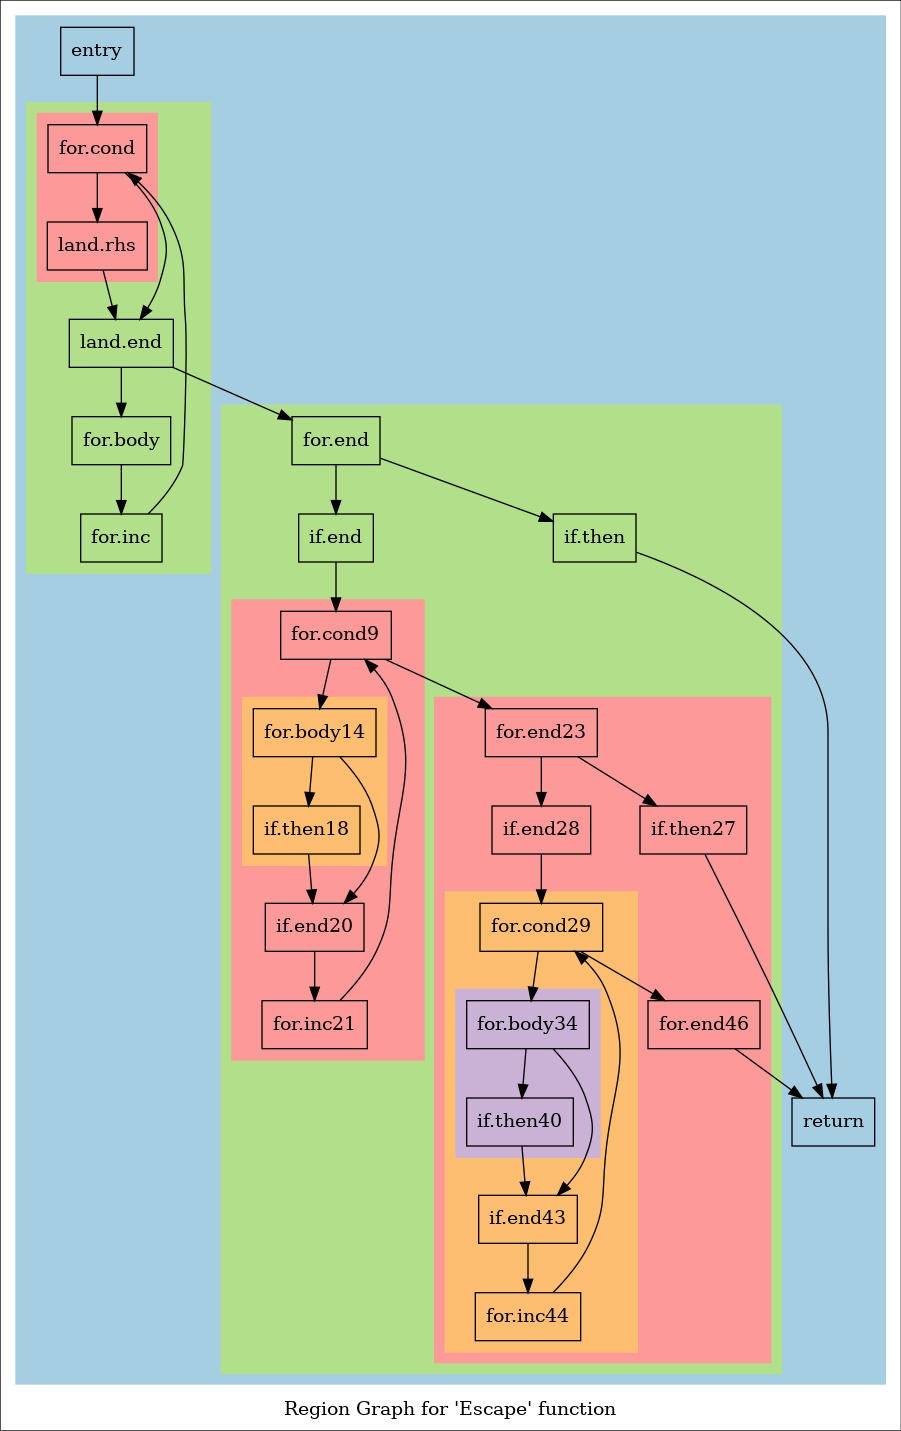 entry
for.cond
land.rhs
land.end
for.body
for.end
for.inc
if.end
if.then
for.cond9
for.body14
for.end23
if.then18
if.end28
if.then27
if.end20
for.cond29
for.inc21
for.body34
for.end46
if.then40
return
if.end43
for.inc44
Region Graph for 'Escape' function